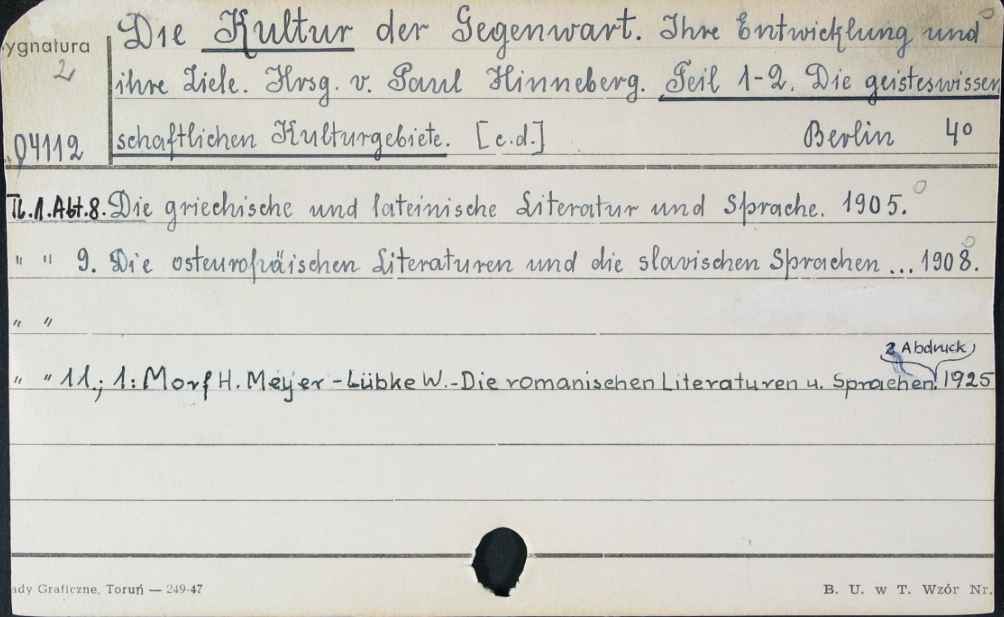 ygnatura
2
04112
Die Kultur der Gegenwart. Ihre Entwicklung und
ihre Ziele. Hrsg. v. Paul Hinneberg. Teil 1-2. Die geisteswissen
schaftlichen Kulturgebiete. [c.d.] Berlin 4°
Tl.1.Abt.8. Die griechische und lateinische Literatur und Sprache. 1905.
" " 9. Die osteuropäischen Literaturen und die slavischen Sprachen ... 1908.
" "
2 Abdruck
" " 11.; 1: Morf H. Meyer-Lübke W.-Die romanischen Literaturen u. Sprachen. 1925
ady Graficzne, Toruń — 249-47
B. U. w T. Wzór Nr.